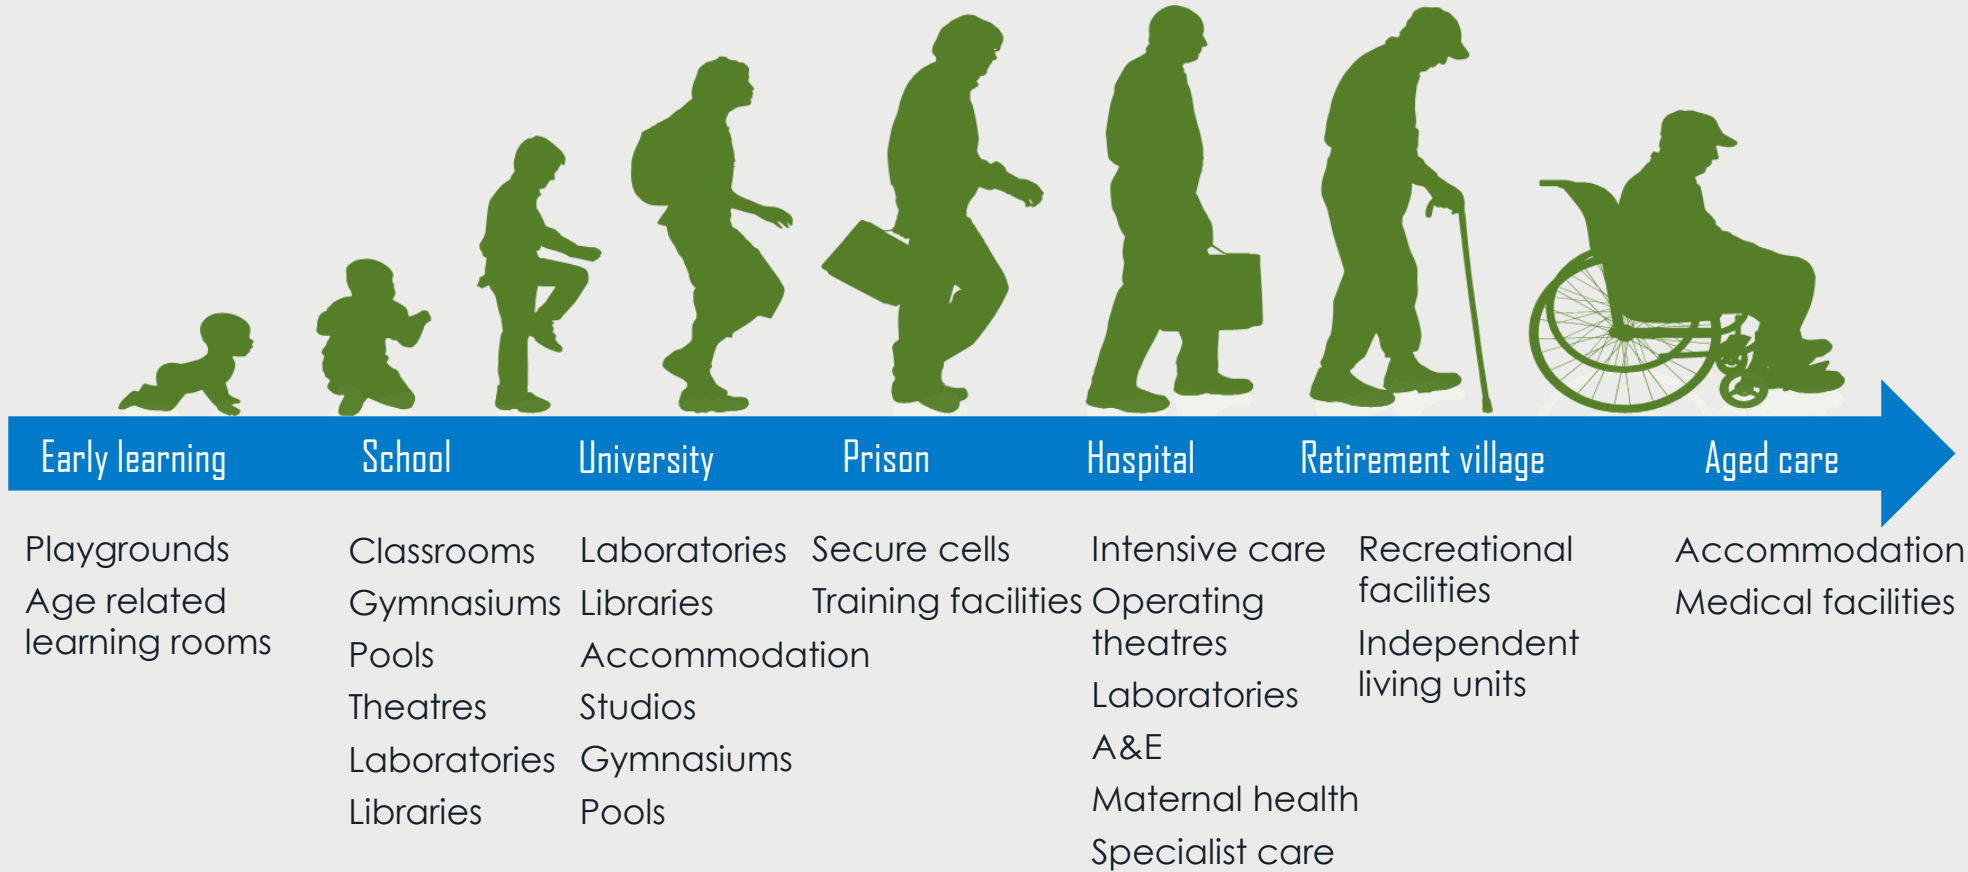 Early learning
School
University
Prison
Hospital
Retirement village
Aged care
Playgrounds
Age related
learning rooms
Classrooms
Gymnasiums
Pools
Theatres
Laboratories
Libraries
Laboratories
Libraries
Accommodation
Studios
Gymnasiums
Pools
Secure cells
Training facilities
Intensive care
Operating
theatres
Laboratories
A&E
Maternal health
Specialist care
Recreational
facilities
Independent
living units
Accommodation
Medical facilities